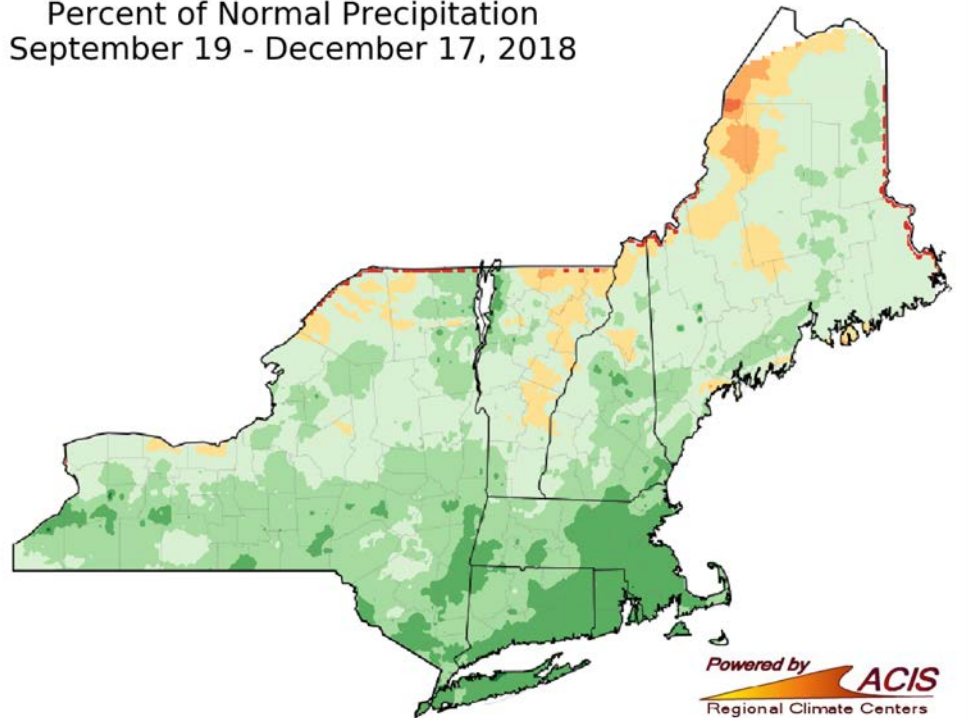 Percent of Normal Precipitation
September 19 - December 17, 2018
Powered by
ACIS
Regional Climate Centers